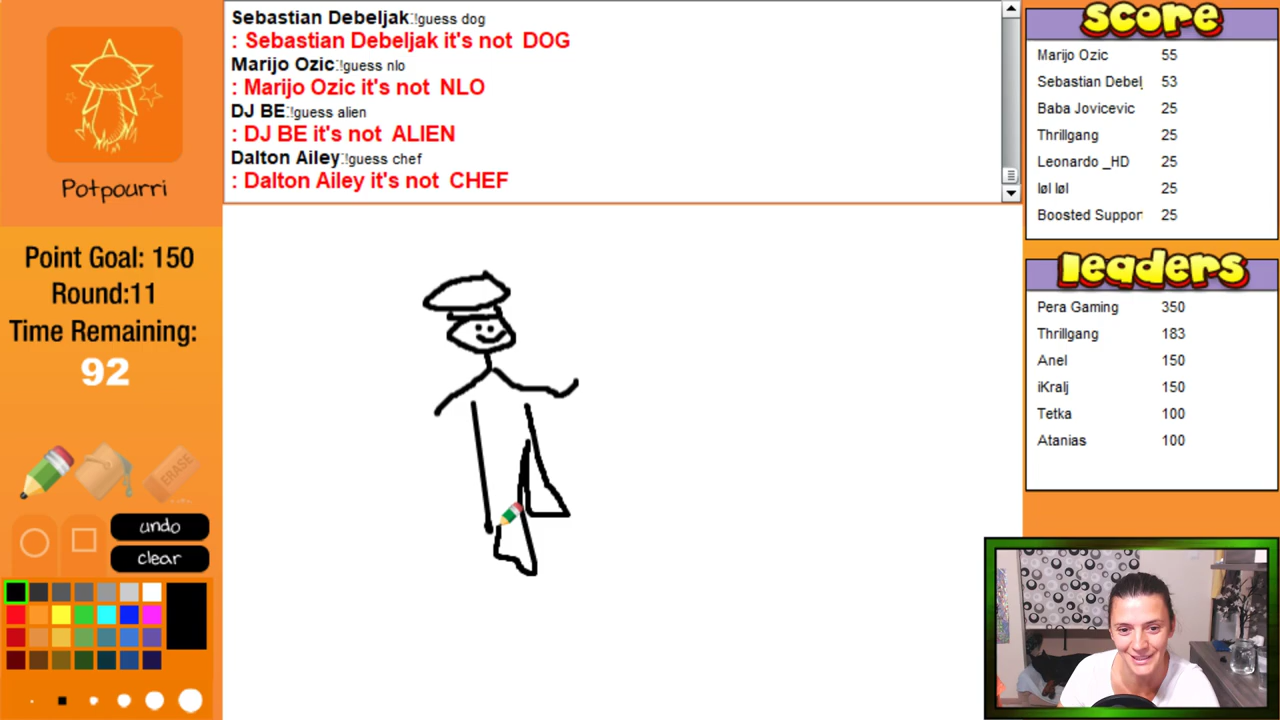 Sebastian Debeljak: !guess dog
: Sebastian Debeljak it's not DOG
Marijo Ozic: !guess nlo
: Marijo Ozic it's not NLO
DJ BE: !guess alien
: DJ BE it's not ALIEN
Dalton Ailey: !guess chef
: Dalton Ailey it's not CHEF
Potpourri
Point Goal: 150
Round:11
Time Remaining:
92
ERASE
undo
clear
score
Marijo Ozic 55
Sebastian Debelj 53
Baba Jovicevic 25
Thrillgang 25
Leonardo _HD 25
løl løl 25
Boosted Suppor 25
leaders
Pera Gaming 350
Thrillgang 183
Anel 150
iKralj 150
Tetka 100
Atanias 100